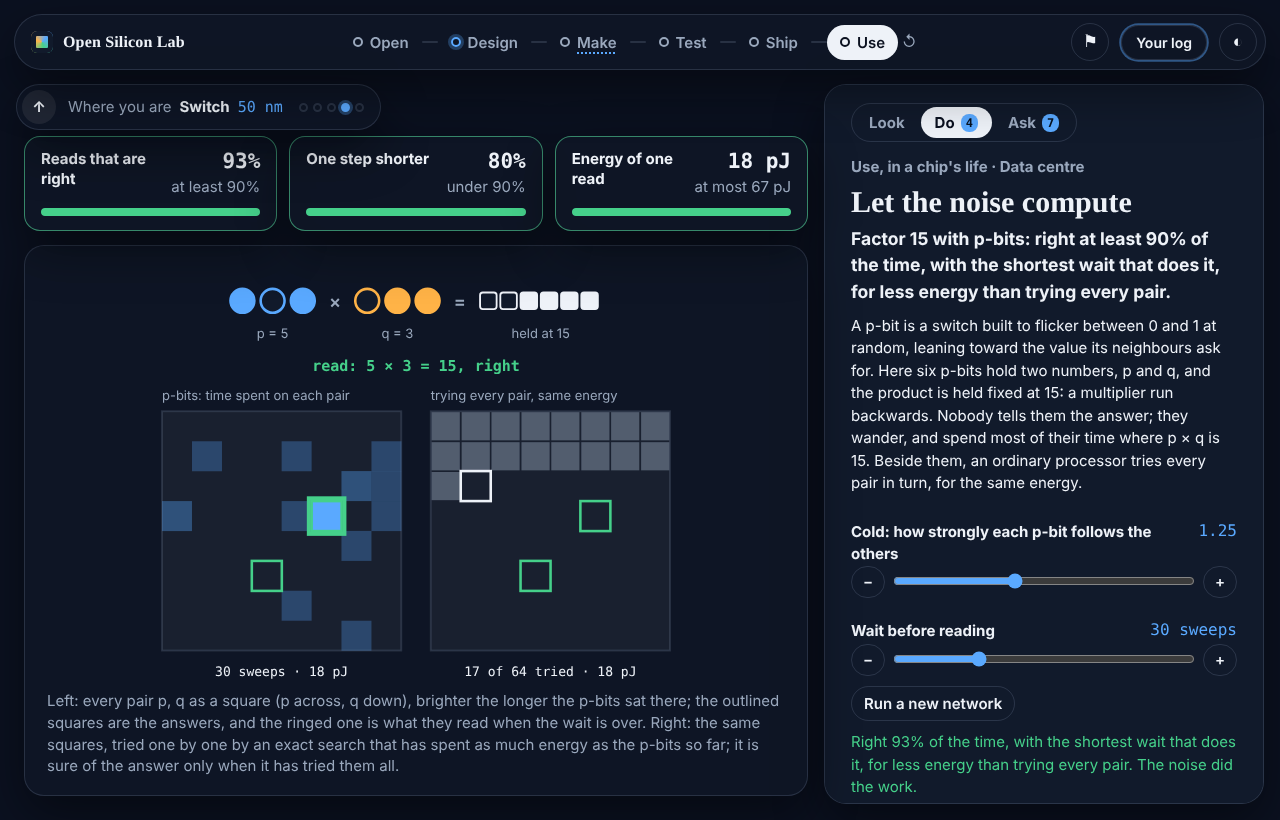 Open Silicon Lab
Open
Design
Make
Test
Ship
Use
Your log
Where you are Switch 50 nm
Reads that are right
93%
at least 90%
One step shorter
80%
under 90%
Energy of one read
18 pJ
at most 67 pJ
× =
p = 5
q = 3
held at 15
read: 5 × 3 = 15, right
p-bits: time spent on each pair
trying every pair, same energy
30 sweeps · 18 pJ
17 of 64 tried · 18 pJ
Left: every pair p, q as a square (p across, q down), brighter the longer the p-bits sat there; the outlined
squares are the answers, and the ringed one is what they read when the wait is over. Right: the same
squares, tried one by one by an exact search that has spent as much energy as the p-bits so far; it is
sure of the answer only when it has tried them all.
Look
Do 4
Ask 7
Use, in a chip's life · Data centre
Let the noise compute
Factor 15 with p-bits: right at least 90% of
the time, with the shortest wait that does it,
for less energy than trying every pair.
A p-bit is a switch built to flicker between 0 and 1 at
random, leaning toward the value its neighbours ask
for. Here six p-bits hold two numbers, p and q, and
the product is held fixed at 15: a multiplier run
backwards. Nobody tells them the answer; they
wander, and spend most of their time where p × q is
15. Beside them, an ordinary processor tries every
pair in turn, for the same energy.
Cold: how strongly each p-bit follows the
others
1.25
− +
Wait before reading
30 sweeps
− +
Run a new network
Right 93% of the time, with the shortest wait that does
it, for less energy than trying every pair. The noise did
the work.